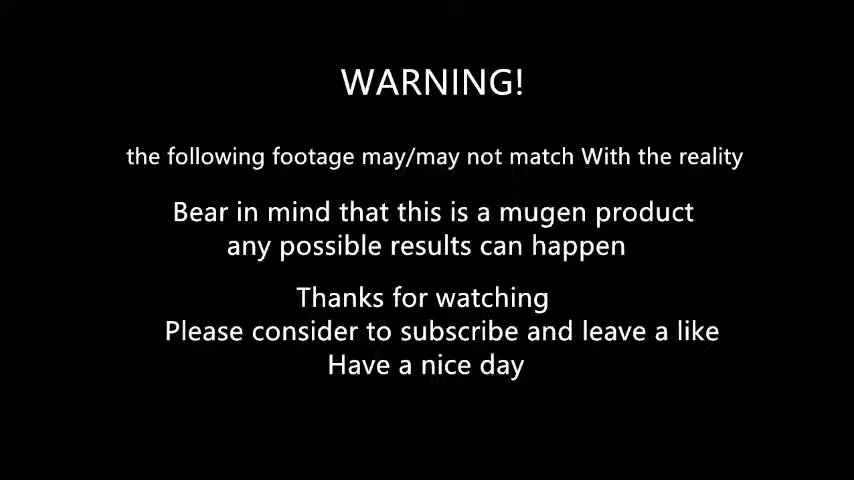 WARNING!
the following footage may/may not match With the reality
Bear in mind that this is a mugen product
any possible results can happen
Thanks for watching
Please consider to subscribe and leave a like
Have a nice day